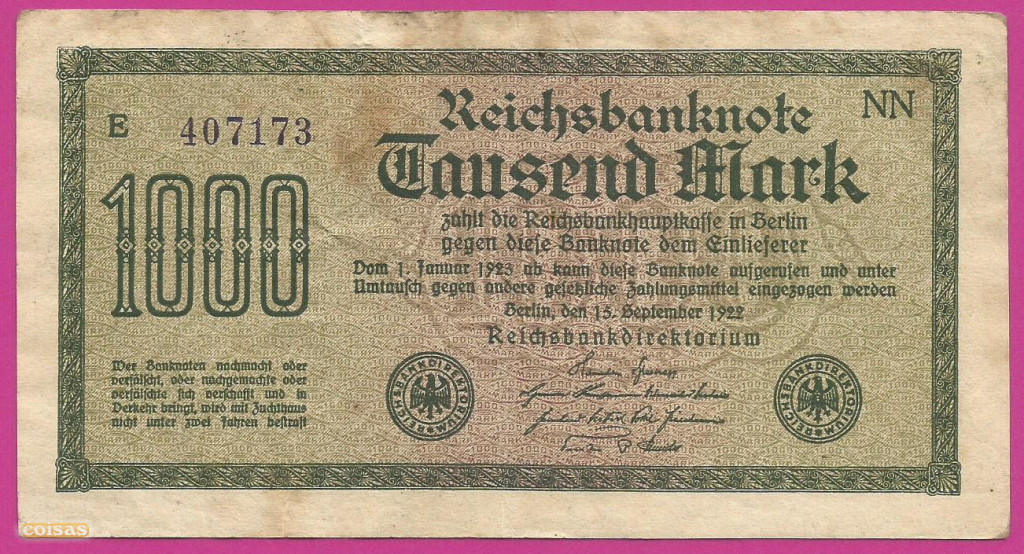 Reichsbanknote
NN
E 407173
Tausend Mark
1000
zahlt die Reichsbankhauptkasse in Berlin
gegen diese Banknote dem Einlieferer
Vom 1. Januar 1923 ab kann diese Banknote aufgerufen und unter
Umtausch gegen andere gesetzliche Zahlungsmittel eingezogen werden
Berlin, den 15. September 1922
Reichsbankdirektorium
Wer Banknoten nachmacht oder
verfälscht, oder nachgemachte oder
verfälschte sich verschafft und in
Verkehr bringt, wird mit Zuchthaus
nicht unter zwei Jahren bestraft
REICHSBANKDIREKTORIUM
REICHSBANKDIREKTORIUM
coisas